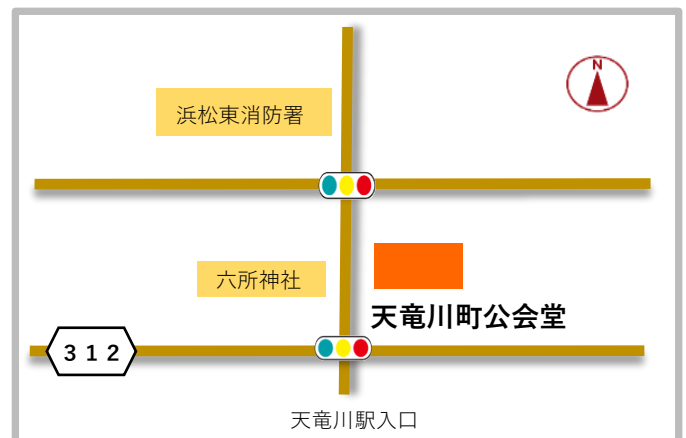 N
浜松東消防署
六所神社
天竜川町公会堂
３１２
天竜川駅入口